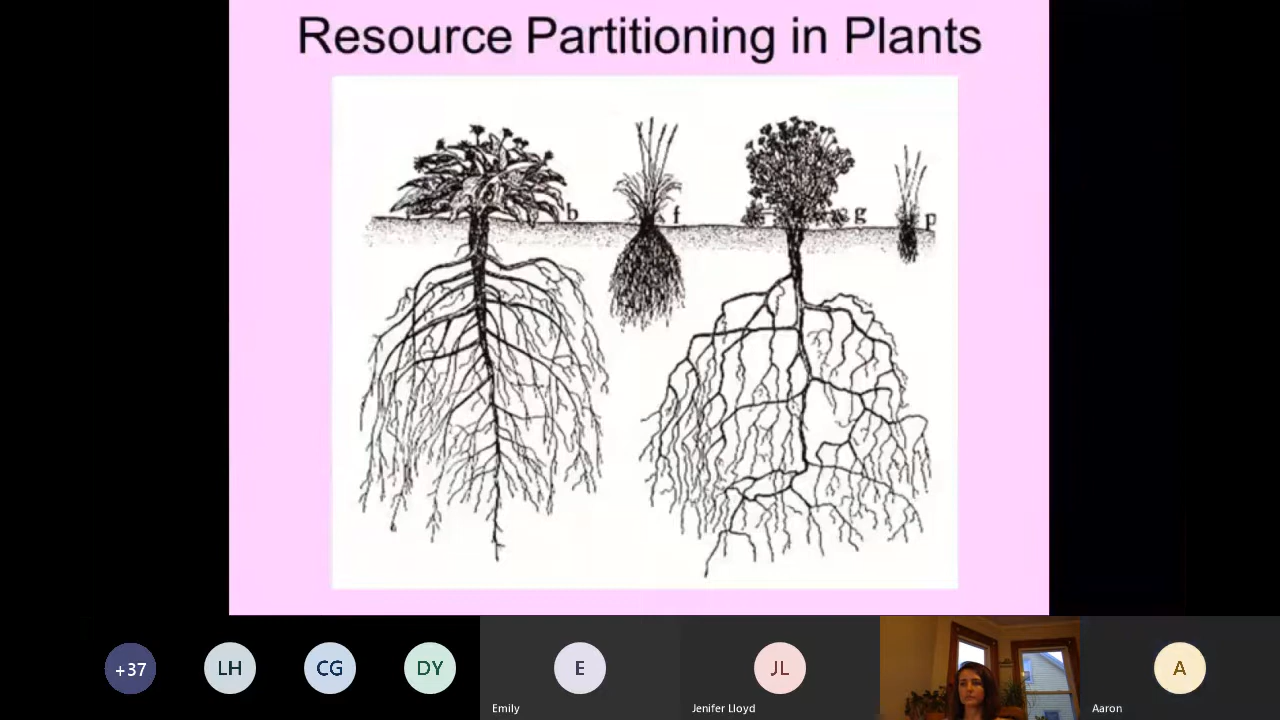 Resource Partitioning in Plants
b
f
g
p
+37
LH
CG
DY
E
Emily
JL
Jenifer Lloyd
A
Aaron